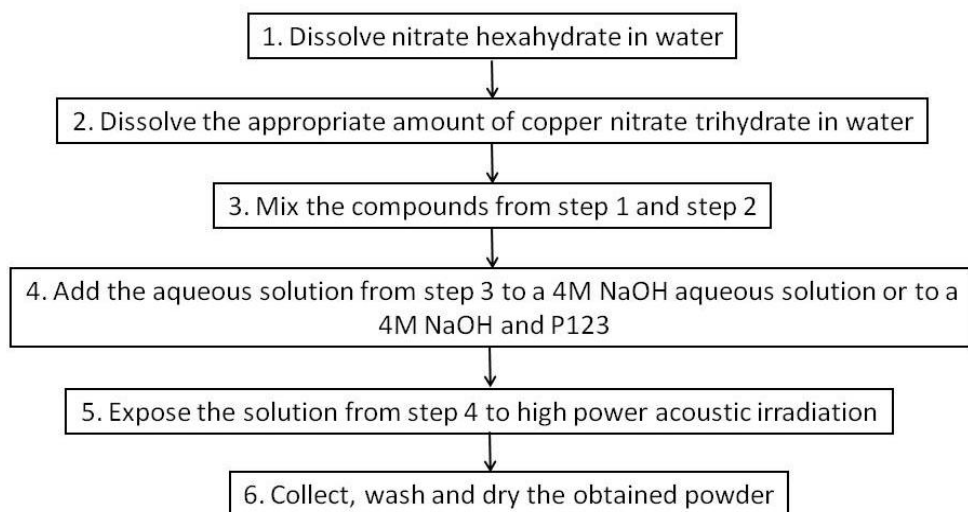 1. Dissolve nitrate hexahydrate in water
2. Dissolve the appropriate amount of copper nitrate trihydrate in water
3. Mix the compounds from step 1 and step 2
4. Add the aqueous solution from step 3 to a 4M NaOH aqueous solution or to a
4M NaOH and P123
5. Expose the solution from step 4 to high power acoustic irradiation
6. Collect, wash and dry the obtained powder